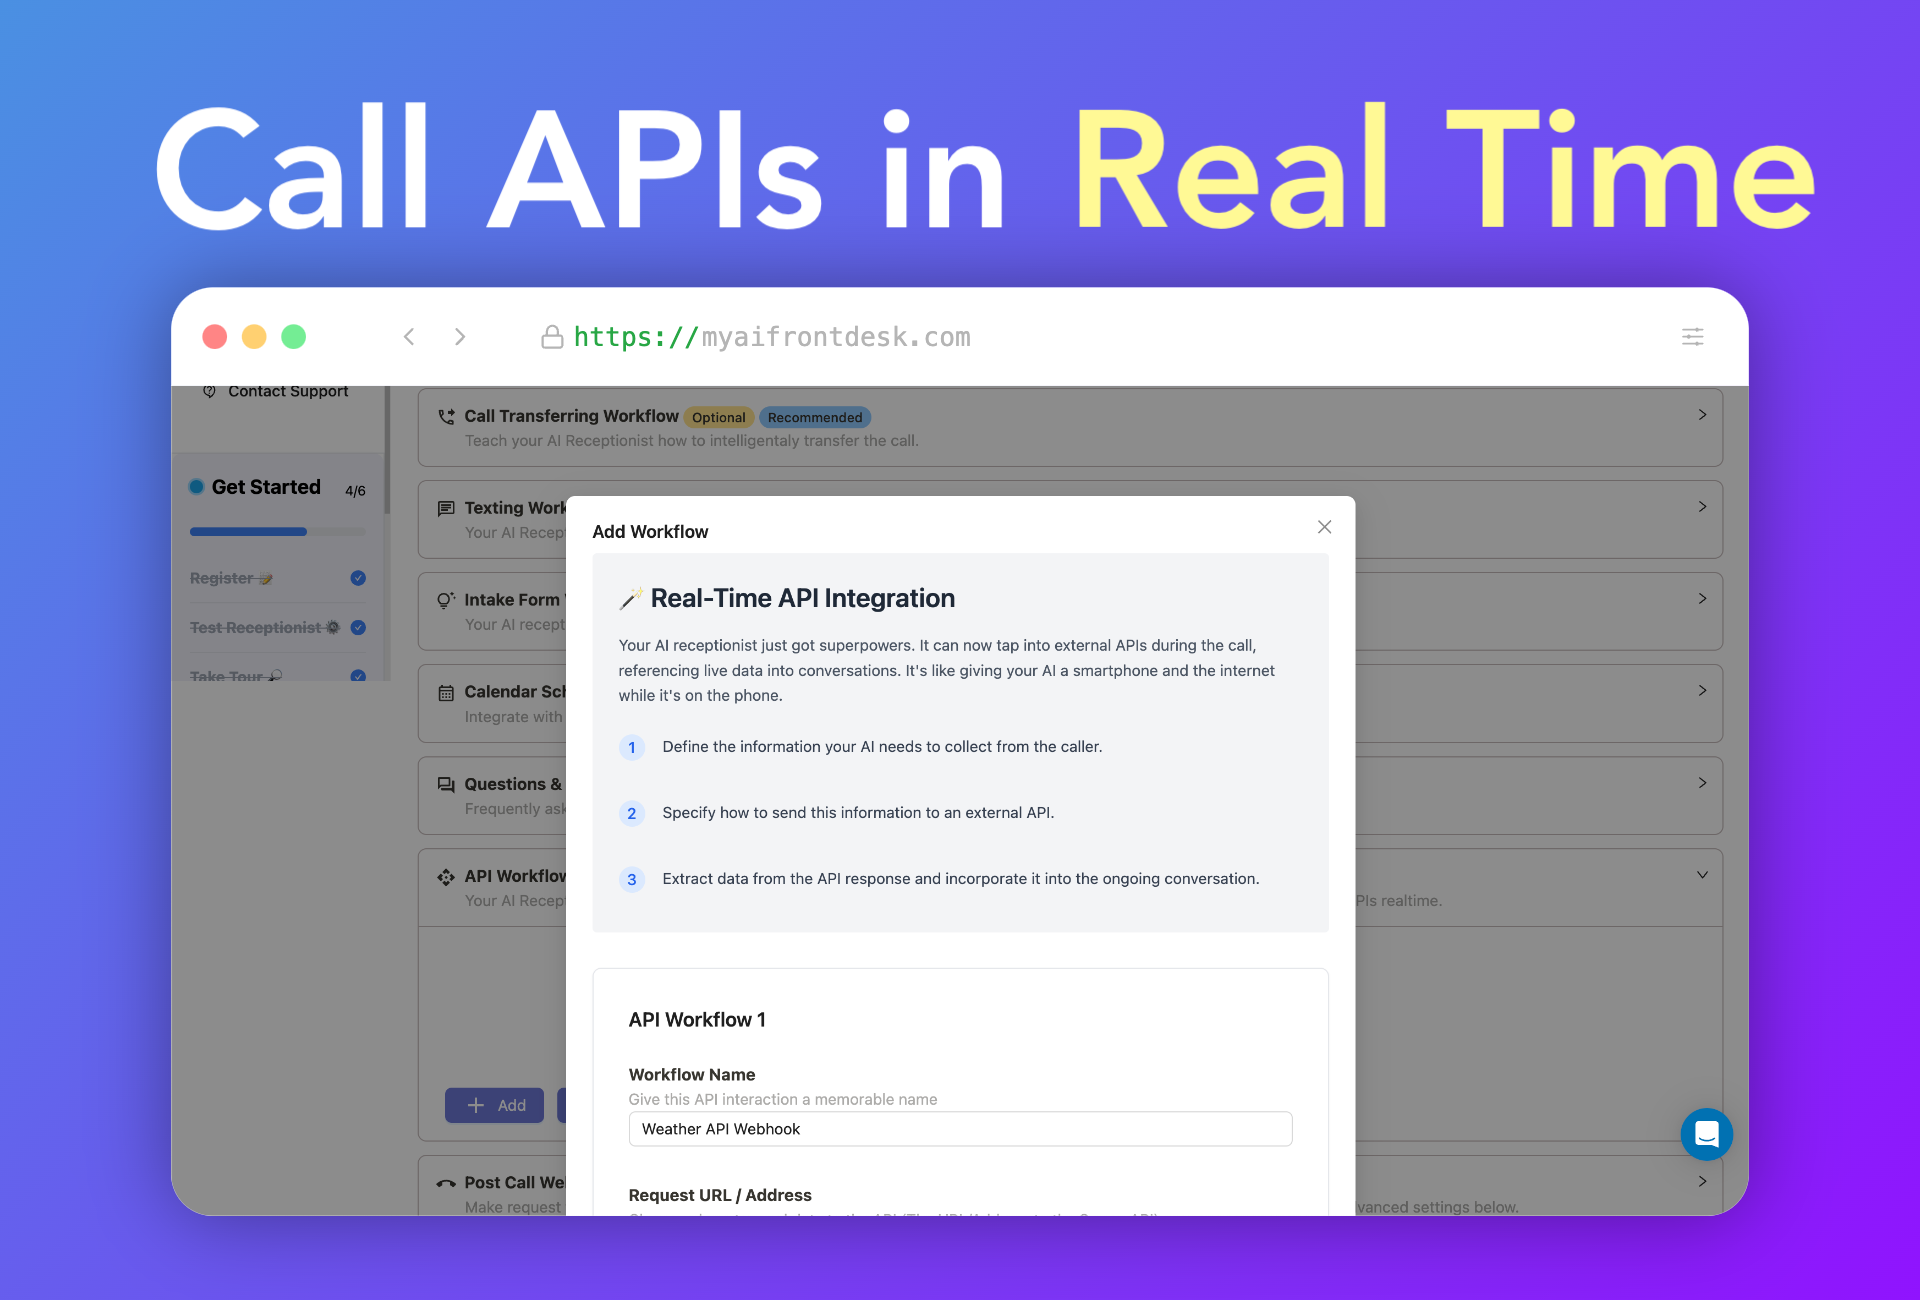 Call APIs in Real Time
https://myaifrontdesk.com
Contact Support
Get Started 4/6
Register
Test Receptionist
Take Tour
Call Transferring Workflow Optional Recommended
Teach your AI Receptionist how to intelligentaly transfer the call.
Texting Work
Your AI Recept
Intake Form
Your AI recept
Calendar Sch
Integrate with
Questions &
Frequently ask
API Workflow
Your AI Recep
PIs realtime.
Add
Post Call We
Make request
vanced settings below.
Add Workflow
Real-Time API Integration
Your AI receptionist just got superpowers. It can now tap into external APIs during the call,
referencing live data into conversations. It's like giving your AI a smartphone and the internet
while it's on the phone.
1 Define the information your AI needs to collect from the caller.
2 Specify how to send this information to an external API.
3 Extract data from the API response and incorporate it into the ongoing conversation.
API Workflow 1
Workflow Name
Give this API interaction a memorable name
Weather API Webhook
Request URL / Address